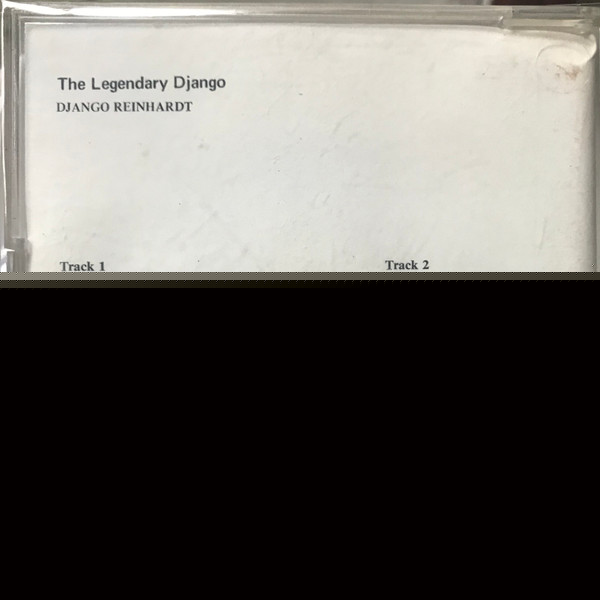 The Legendary Django
DJANGO REINHARDT
Track 1
Track 2